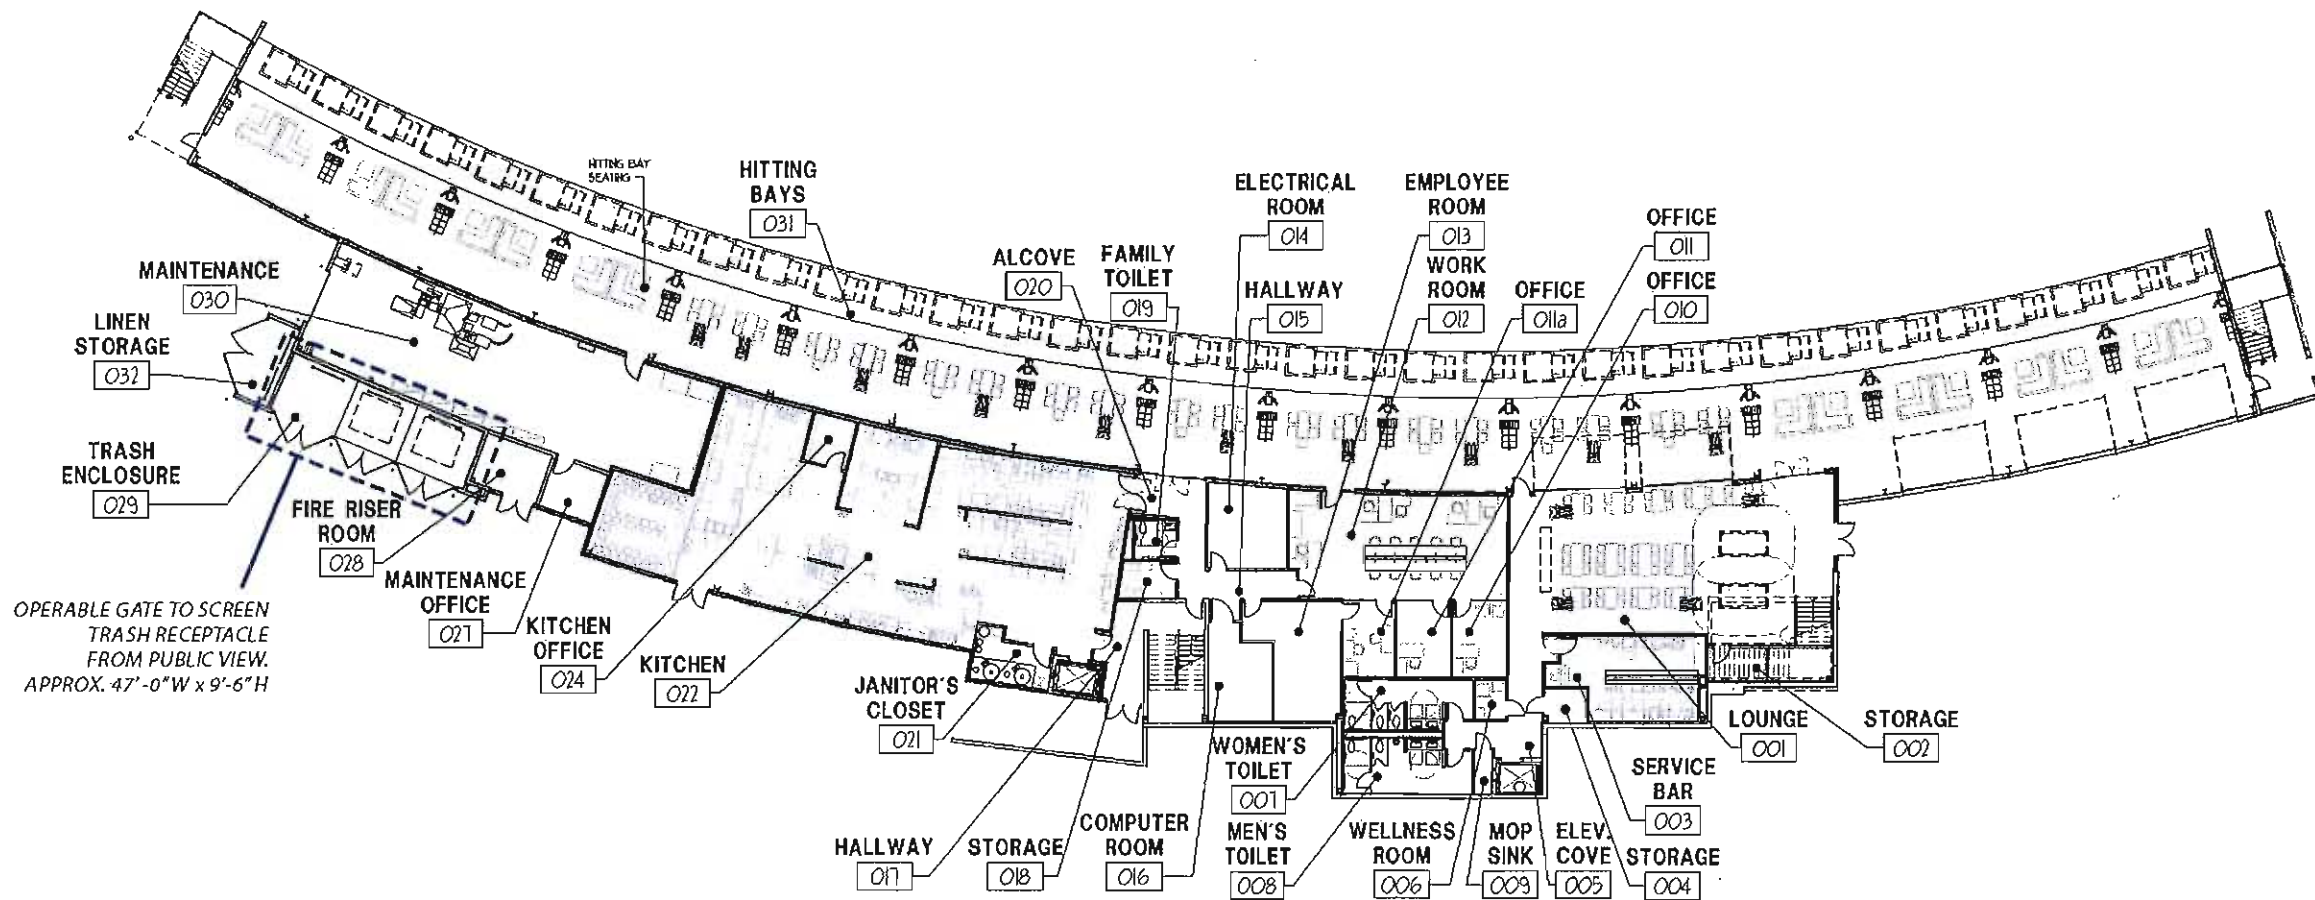 HITTING BAY
SEATING
HITTING
BAYS
031
ELECTRICAL
ROOM
014
EMPLOYEE
ROOM
013
OFFICE
011
MAINTENANCE
030
ALCOVE
020
FAMILY
TOILET
019
HALLWAY
015
WORK
ROOM
012
OFFICE
011a
OFFICE
010
LINEN
STORAGE
032
TRASH
ENCLOSURE
029
FIRE RISER
ROOM
028
MAINTENANCE
OFFICE
027
OPERABLE GATE TO SCREEN
TRASH RECEPTACLE
FROM PUBLIC VIEW.
APPROX. 47'-0"W x 9'-6"H
KITCHEN
OFFICE
024
KITCHEN
022
JANITOR'S
CLOSET
021
WOMEN'S
TOILET
007
LOUNGE
001
STORAGE
002
SERVICE
BAR
003
HALLWAY
017
STORAGE
018
COMPUTER
ROOM
016
MEN'S
TOILET
008
WELLNESS
ROOM
006
MOP
SINK
009
ELEV.
COVE
005
STORAGE
004